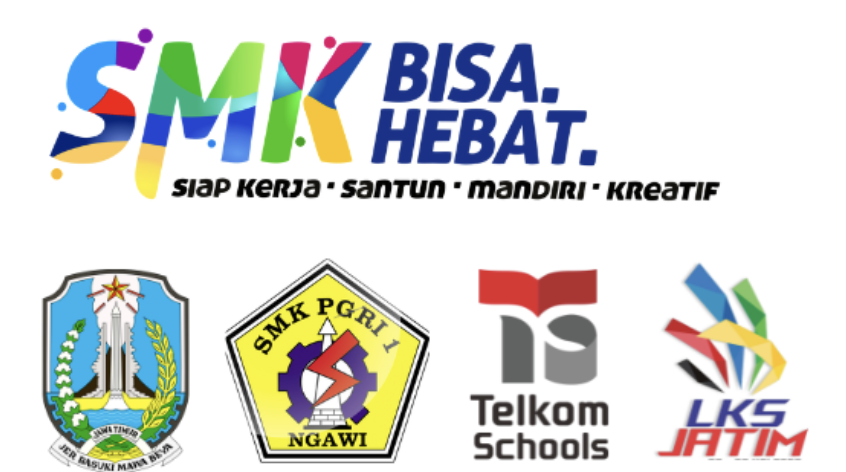 SMK BISA.
HEBAT.
SIAP KERJA · SANTUN · MANDIRI · KREATIF
JAWA TIMUR
JER BASUKI MAWA BEYA
SMK PGRI 1
NGAWI
Telkom
Schools
LKS
JATIM